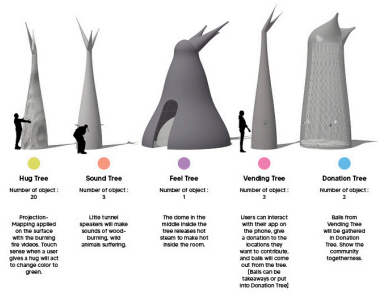 Hug Tree
Number of object :
20
Projection-
Mapping applied
on the surface
with the burning
fire videos. Touch
sense when a user
gives a hug will act
to change color to
green.
Sound Tree
Number of object :
3
Litte tunnel
speakers will make
sounds of wood-
burning, wild
animals suffering.
Feel Tree
Number of object :
1
The dome in the
middle inside the
tree releases hot
steam to make hot
inside the room.
Vending Tree
Number of object :
3
Users can interact
with their app on
the phone, give
a donation to the
locations they
want to contribute,
and balls will come
out from the tree.
[Balls can be
takeaways or put
into Donation Tree]
Donation Tree
Number of object :
2
Balls from
Vending Tree
will be gathered
in Donation
Tree. Show the
community
togetherness.